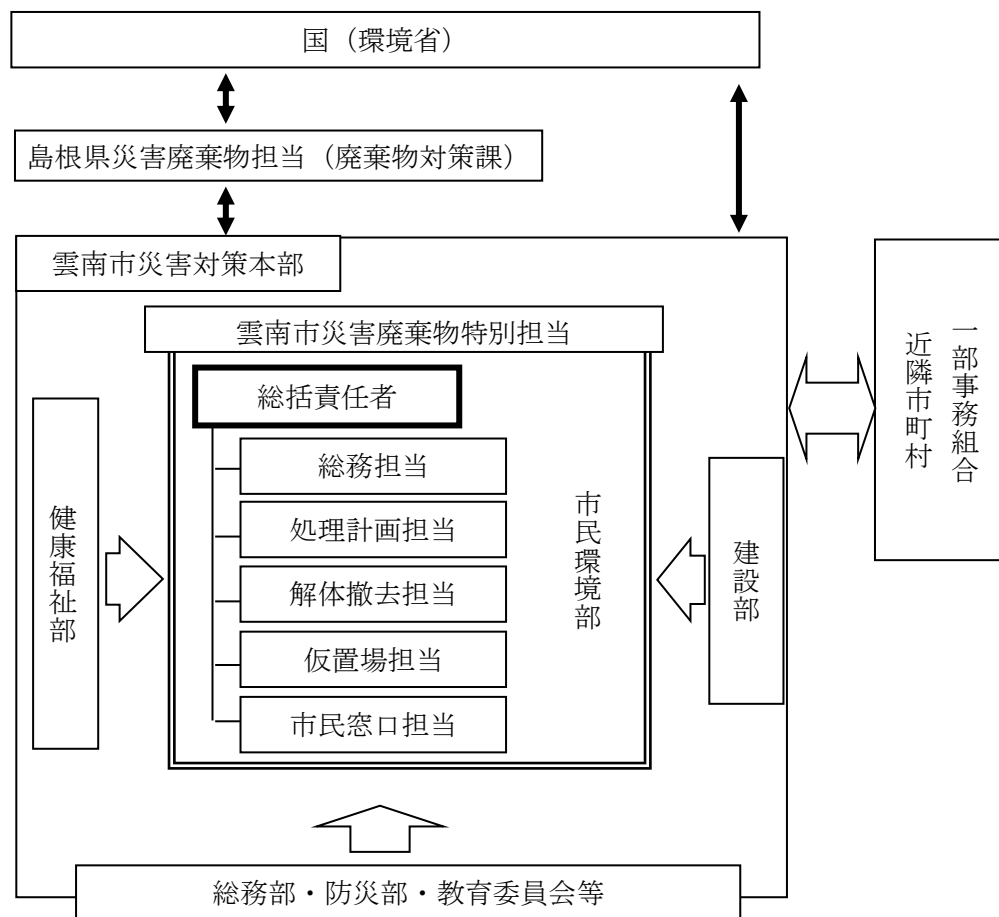 国（環境省）
島根県災害廃棄物担当（廃棄物対策課）
雲南市災害対策本部
雲南市災害廃棄物特別担当
総括責任者
総務担当
処理計画担当
解体撤去担当
仮置場担当
市民窓口担当
市民環境部
健康福祉部
建設部
一部事務組合
近隣市町村
総務部・防災部・教育委員会等